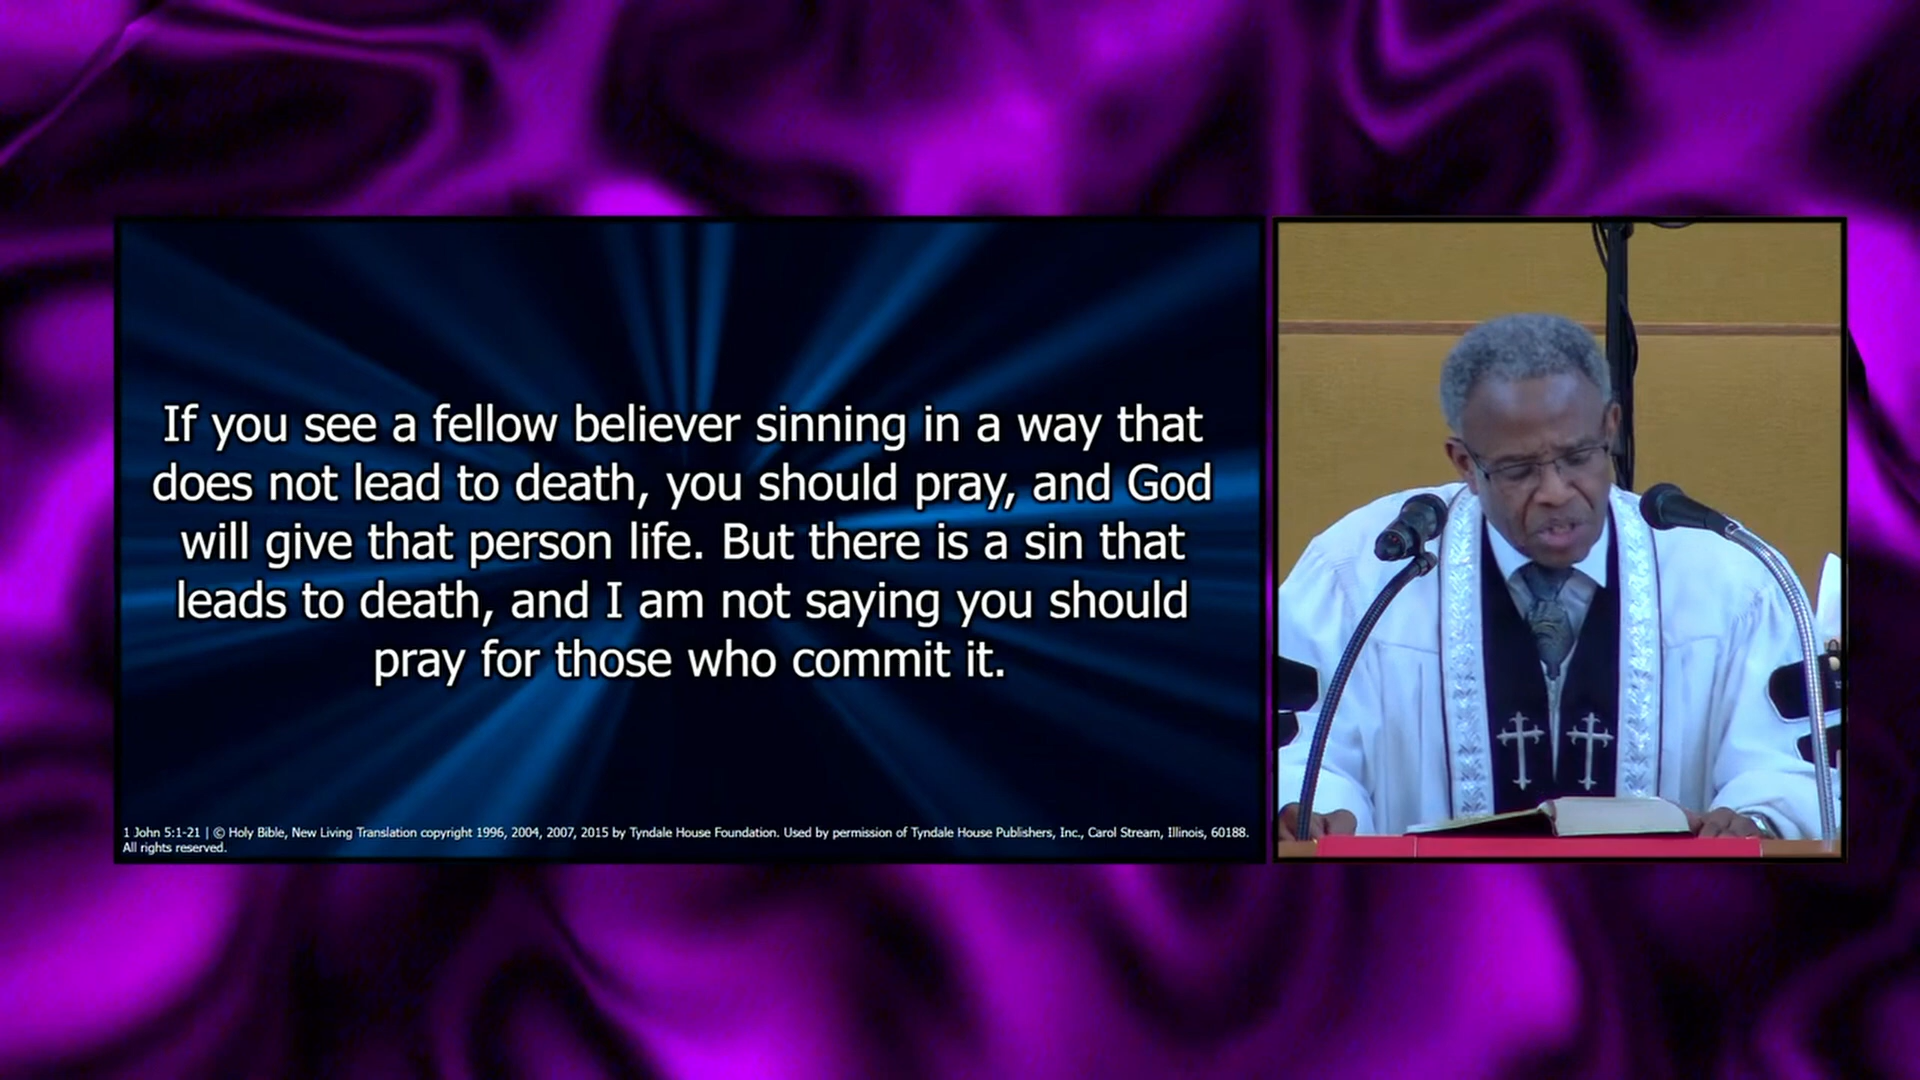 If you see a fellow believer sinning in a way that
does not lead to death, you should pray, and God
will give that person life. But there is a sin that
leads to death, and I am not saying you should
pray for those who commit it.
1 John 5:1-21 | © Holy Bible, New Living Translation copyright 1996, 2004, 2007, 2015 by Tyndale House Foundation. Used by permission of Tyndale House Publishers, Inc., Carol Stream, Illinois, 60188.
All rights reserved.